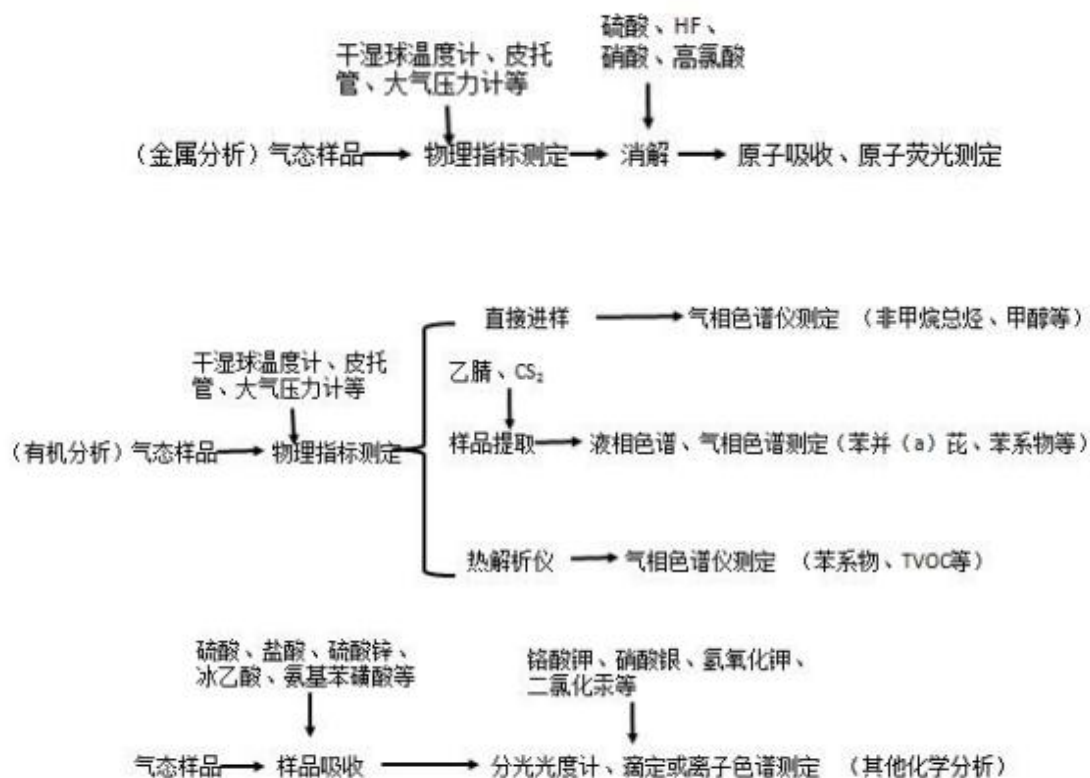 干湿球温度计、皮托
管、大气压力计等
硫酸、HF、
硝酸、高氯酸
（金属分析）气态样品
物理指标测定
消解
原子吸收、原子荧光测定
直接进样
气相色谱仪测定 （非甲烷总烃、甲醇等）
干湿球温度计、皮托
管、大气压力计等
乙腈、CS₂
（有机分析）气态样品
物理指标测定
样品提取
液相色谱、气相色谱测定（苯并（a）芘、苯系物等）
热解析仪
气相色谱仪测定 （苯系物、TVOC等）
硫酸、盐酸、硫酸锌、
冰乙酸、氨基苯磺酸等
铬酸钾、硝酸银、氢氧化钾、
二氯化汞等
气态样品
样品吸收
分光光度计、滴定或离子色谱测定 （其他化学分析）